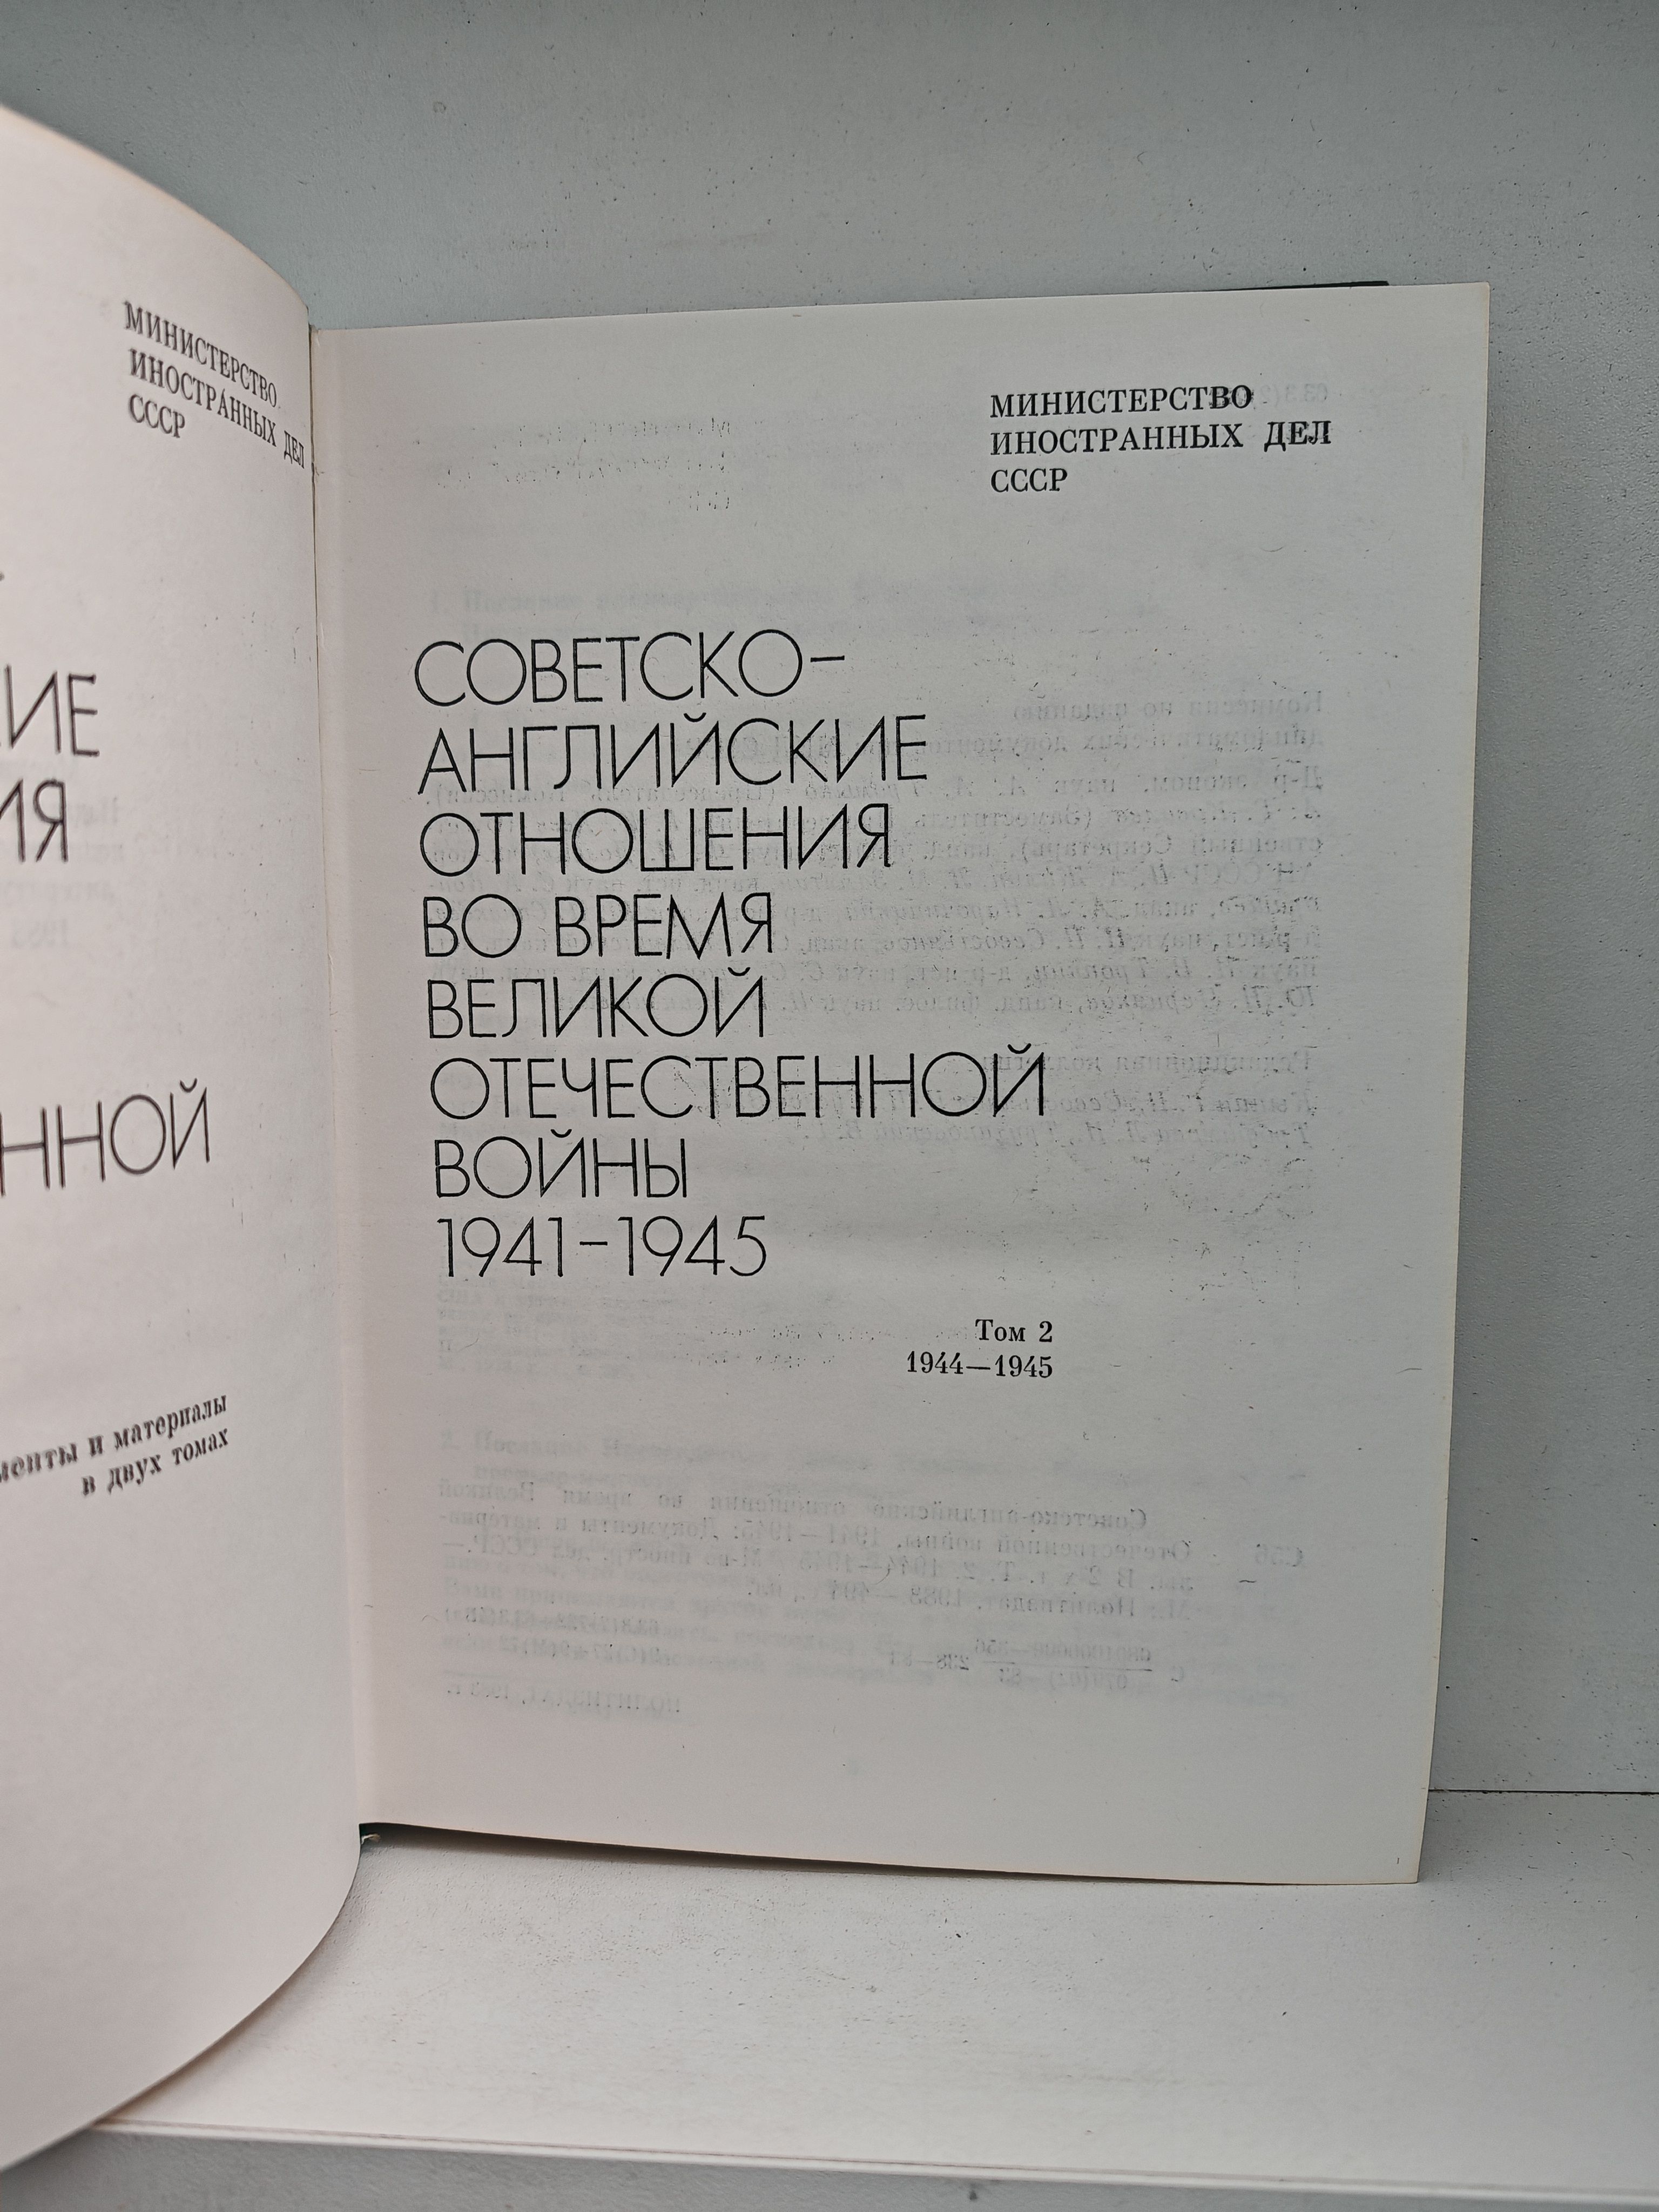 МИНИСТЕРСТВО
ИНОСТРАННЫХ ДЕЛ
СССР
ИЕ
ИЯ
ННОЙ
менты и материалы
в двух томах
МИНИСТЕРСТВО
ИНОСТРАННЫХ ДЕЛ
СССР
СОВЕТСКО-
АНГЛИЙСКИЕ
ОТНОШЕНИЯ
ВО ВРЕМЯ
ВЕЛИКОЙ
ОТЕЧЕСТВЕННОЙ
ВОЙНЫ
1941-1945
Том 2
1944—1945